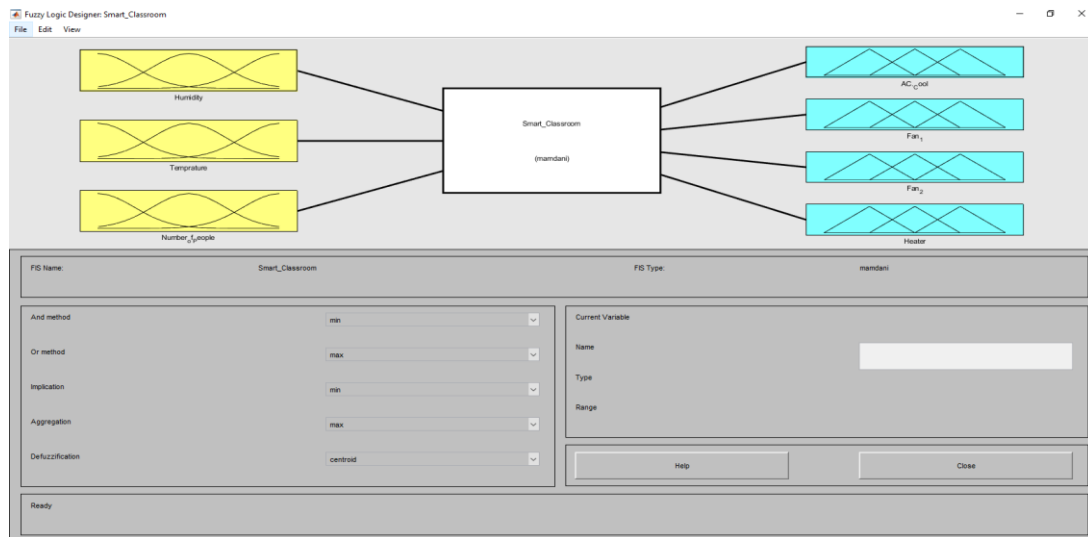 Fuzzy Logic Designer: Smart_Classroom
File Edit View
Humidity
Temprature
Number_of_People
Smart_Classroom
(mamdani)
AC_Cool
Fan_1
Fan_2
Heater
FIS Name: Smart_Classroom FIS Type: mamdani
And method min
Or method max
Implication min
Aggregation max
Defuzzification centroid
Current Variable
Name
Type
Range
Help Close
Ready